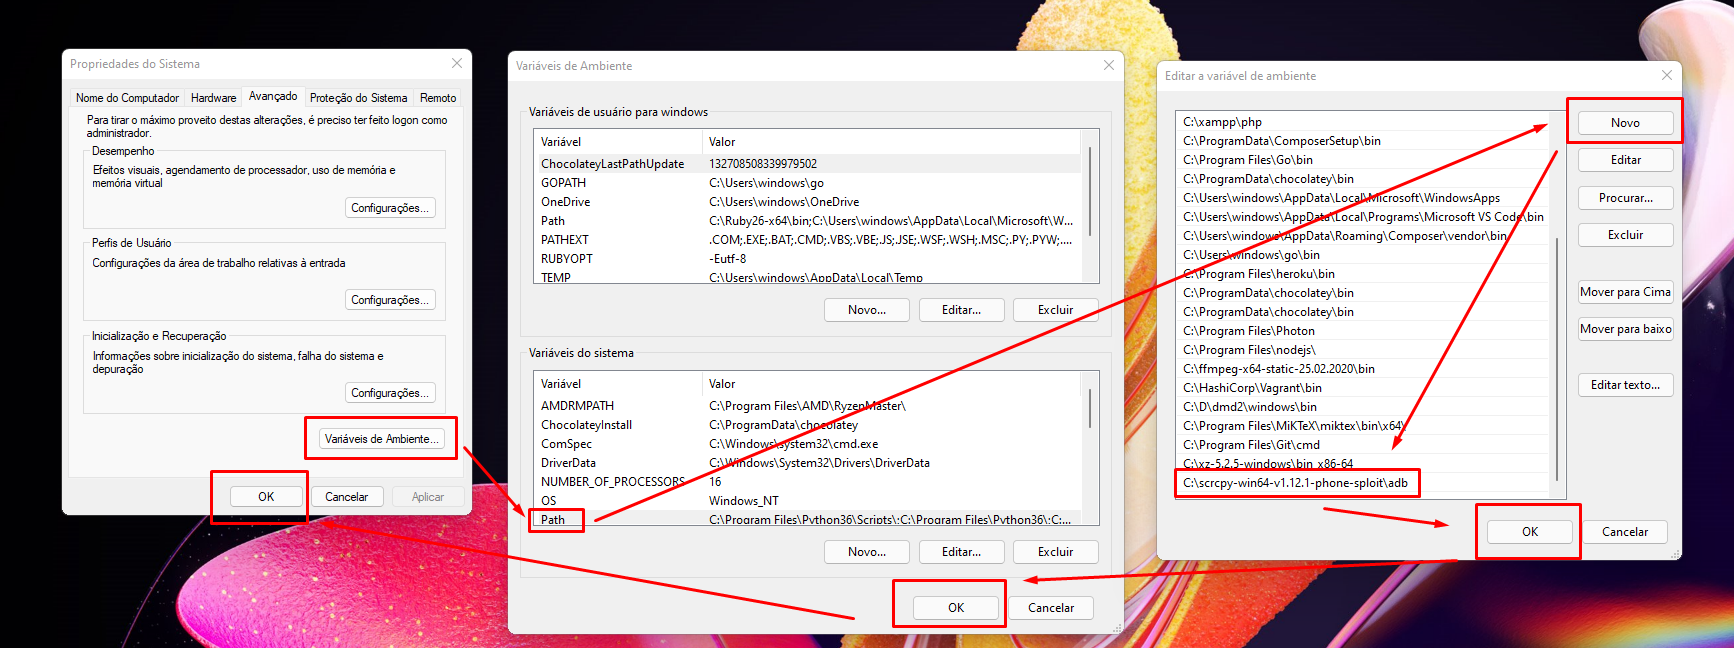 Propriedades do Sistema
Nome do Computador
Hardware
Avançado
Proteção do Sistema
Remoto
Para tirar o máximo proveito destas alterações, é preciso ter feito logon como
administrador.
Desempenho
Efeitos visuais, agendamento de processador, uso de memória e
memória virtual
Configurações...
Perfis de Usuário
Configurações da área de trabalho relativas à entrada
Configurações...
Inicialização e Recuperação
Informações sobre inicialização do sistema, falha do sistema e
depuração
Configurações...
Variáveis de Ambiente...
OK
Cancelar
Aplicar
Variáveis de Ambiente
Variáveis de usuário para windows
Variável Valor
ChocolateyLastPathUpdate 132708508339979502
GOPATH C:\Users\windows\go
OneDrive C:\Users\windows\OneDrive
Path C:\Ruby26-x64\bin;C:\Users\windows\AppData\Local\Microsoft\W...
PATHEXT .COM;.EXE;.BAT;.CMD;.VBS;.VBE;.JS;.JSE;.WSF;.WSH;.MSC;.PY;.PYW;....
RUBYOPT -Eutf-8
TEMP C:\Users\windows\AppData\Local\Temp
Novo...
Editar...
Excluir
Variáveis do sistema
Variável Valor
AMDRMPATH C:\Program Files\AMD\RyzenMaster\
ChocolateyInstall C:\ProgramData\chocolatey
ComSpec C:\Windows\system32\cmd.exe
DriverData C:\Windows\System32\Drivers\DriverData
NUMBER_OF_PROCESSORS 16
OS Windows_NT
Path C:\Program Files\Python36\Scripts\;C:\Program Files\Python36\;C:...
Novo...
Editar...
Excluir
OK
Cancelar
Editar a variável de ambiente
C:\xampp\php
C:\ProgramData\ComposerSetup\bin
C:\Program Files\Go\bin
C:\ProgramData\chocolatey\bin
C:\Users\windows\AppData\Local\Microsoft\WindowsApps
C:\Users\windows\AppData\Local\Programs\Microsoft VS Code\bin
C:\Users\windows\AppData\Roaming\Composer\vendor\bin
C:\Users\windows\go\bin
C:\Program Files\heroku\bin
C:\ProgramData\chocolatey\bin
C:\ProgramData\chocolatey\bin
C:\Program Files\Photon
C:\Program Files\nodejs\
C:\ffmpeg-x64-static-25.02.2020\bin
C:\HashiCorp\Vagrant\bin
C:\D\dmd2\windows\bin
C:\Program Files\MiKTeX\miktex\bin\x64\
C:\Program Files\Git\cmd
C:\xz-5.2.5-windows\bin_x86-64
C:\scrcpy-win64-v1.12.1-phone-sploit\adb
Novo
Editar
Procurar...
Excluir
Mover para Cima
Mover para baixo
Editar texto...
OK
Cancelar